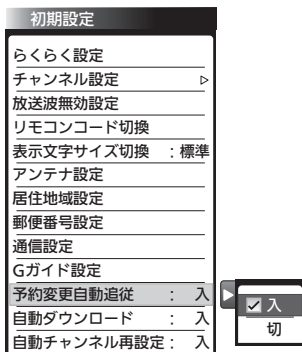 初期設定
らくらく設定
チャンネル設定
放送波無効設定
リモコンコード切換
表示文字サイズ切換 ：標準
アンテナ設定
居住地域設定
郵便番号設定
通信設定
Gガイド設定
予約変更自動追従 ： 入
自動ダウンロード ： 入
自動チャンネル再設定： 入
入
切